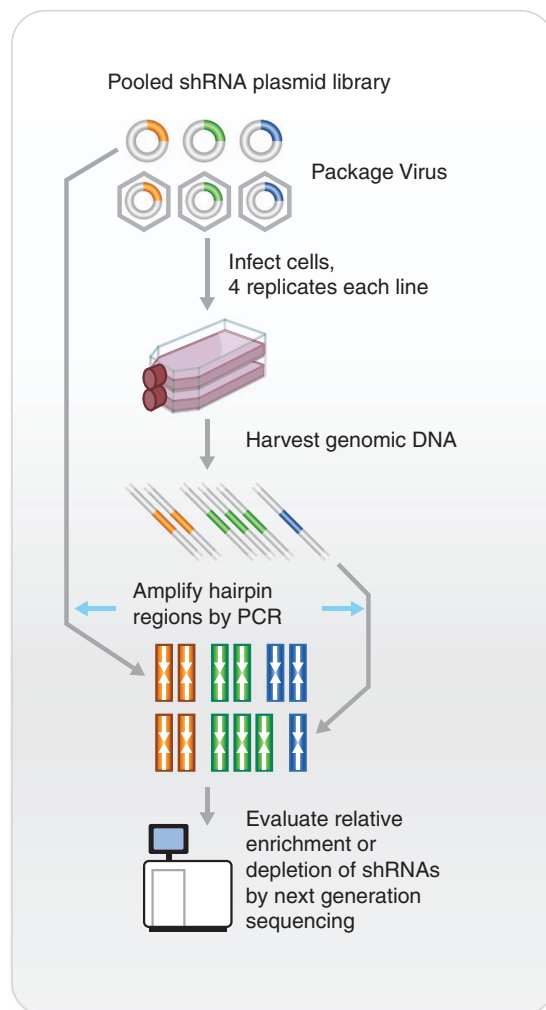 Pooled shRNA plasmid library
Package Virus
Infect cells,
4 replicates each line
Harvest genomic DNA
Amplify hairpin
regions by PCR
Evaluate relative
enrichment or
depletion of shRNAs
by next generation
sequencing